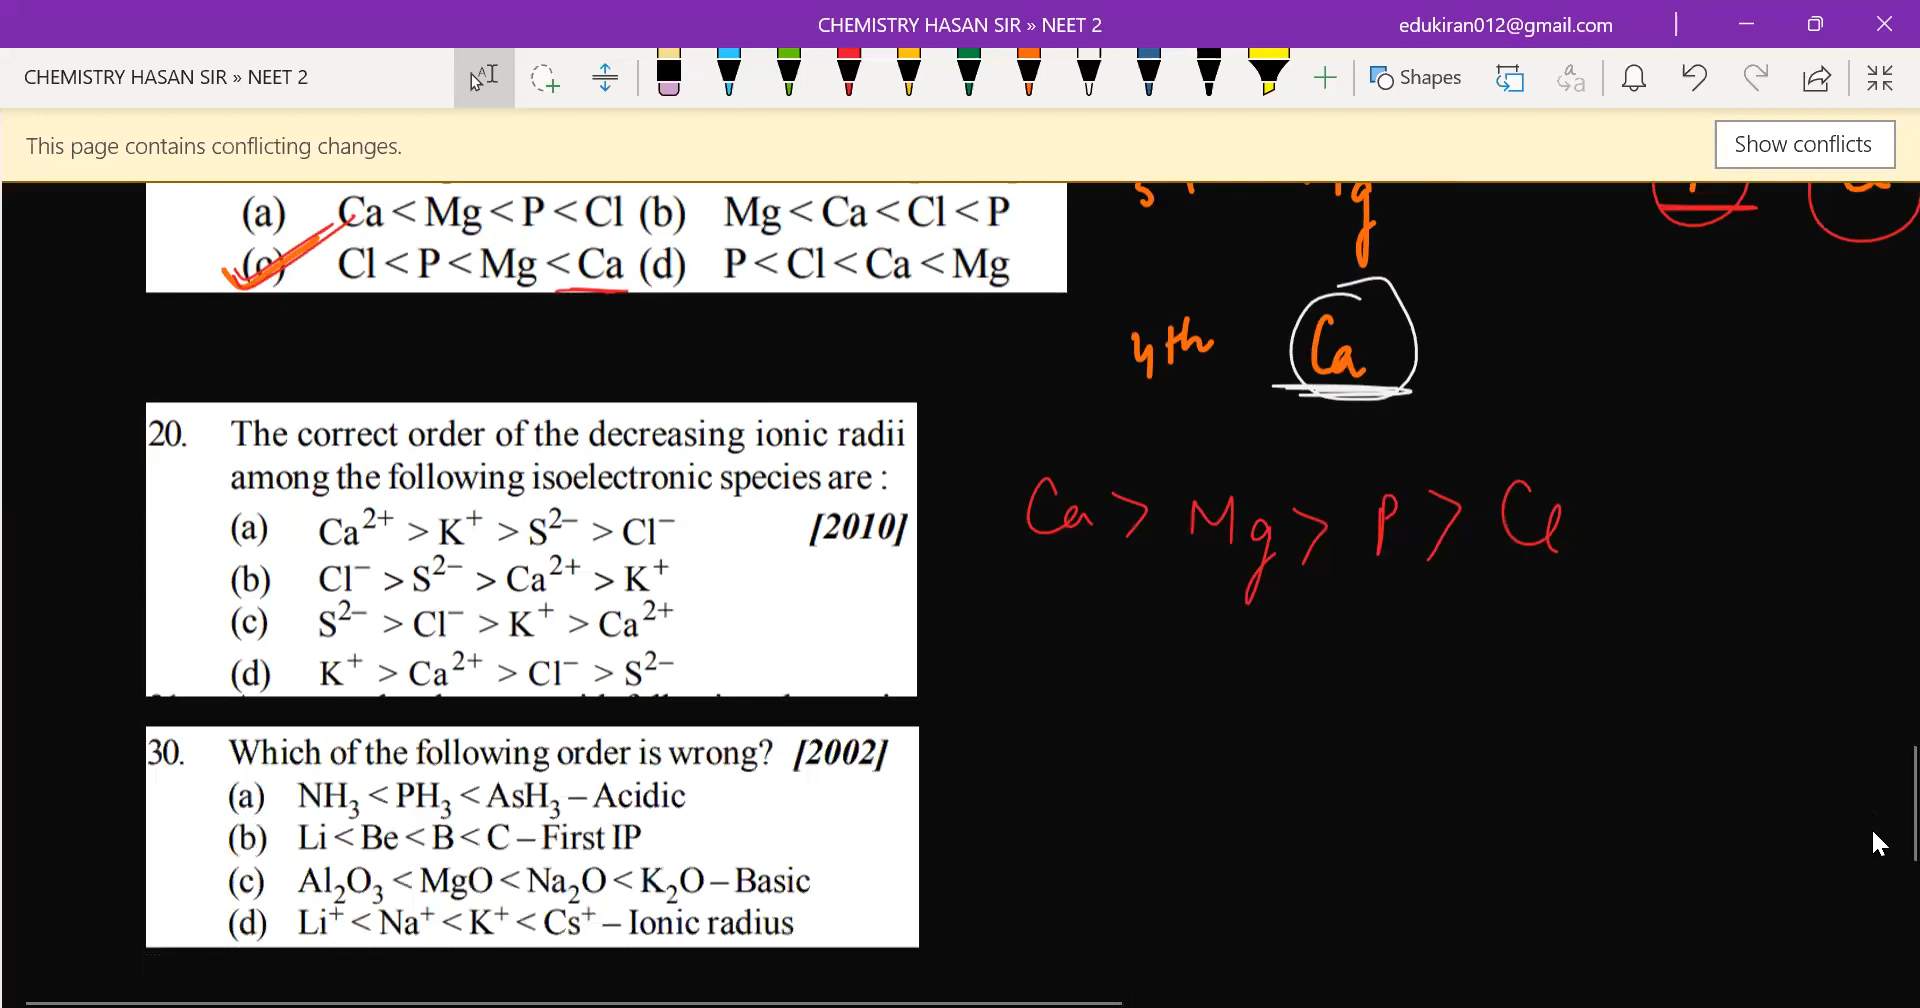 CHEMISTRY HASAN SIR » NEET 2
edukiran012@gmail.com
CHEMISTRY HASAN SIR » NEET 2
Shapes
This page contains conflicting changes.
Show conflicts
(a) Ca < Mg < P < Cl (b) Mg < Ca < Cl < P
(c) Cl < P < Mg < Ca (d) P < Cl < Ca < Mg
4th Ca
20. The correct order of the decreasing ionic radii
among the following isoelectronic species are :
(a) Ca²⁺ > K⁺ > S²⁻ > Cl⁻ [2010]
(b) Cl⁻ > S²⁻ > Ca²⁺ > K⁺
(c) S²⁻ > Cl⁻ > K⁺ > Ca²⁺
(d) K⁺ > Ca²⁺ > Cl⁻ > S²⁻
Ca > Mg > P > Cl
30. Which of the following order is wrong? [2002]
(a) NH₃ < PH₃ < AsH₃ – Acidic
(b) Li < Be < B < C – First IP
(c) Al₂O₃ < MgO < Na₂O < K₂O – Basic
(d) Li⁺ < Na⁺ < K⁺ < Cs⁺ – Ionic radius